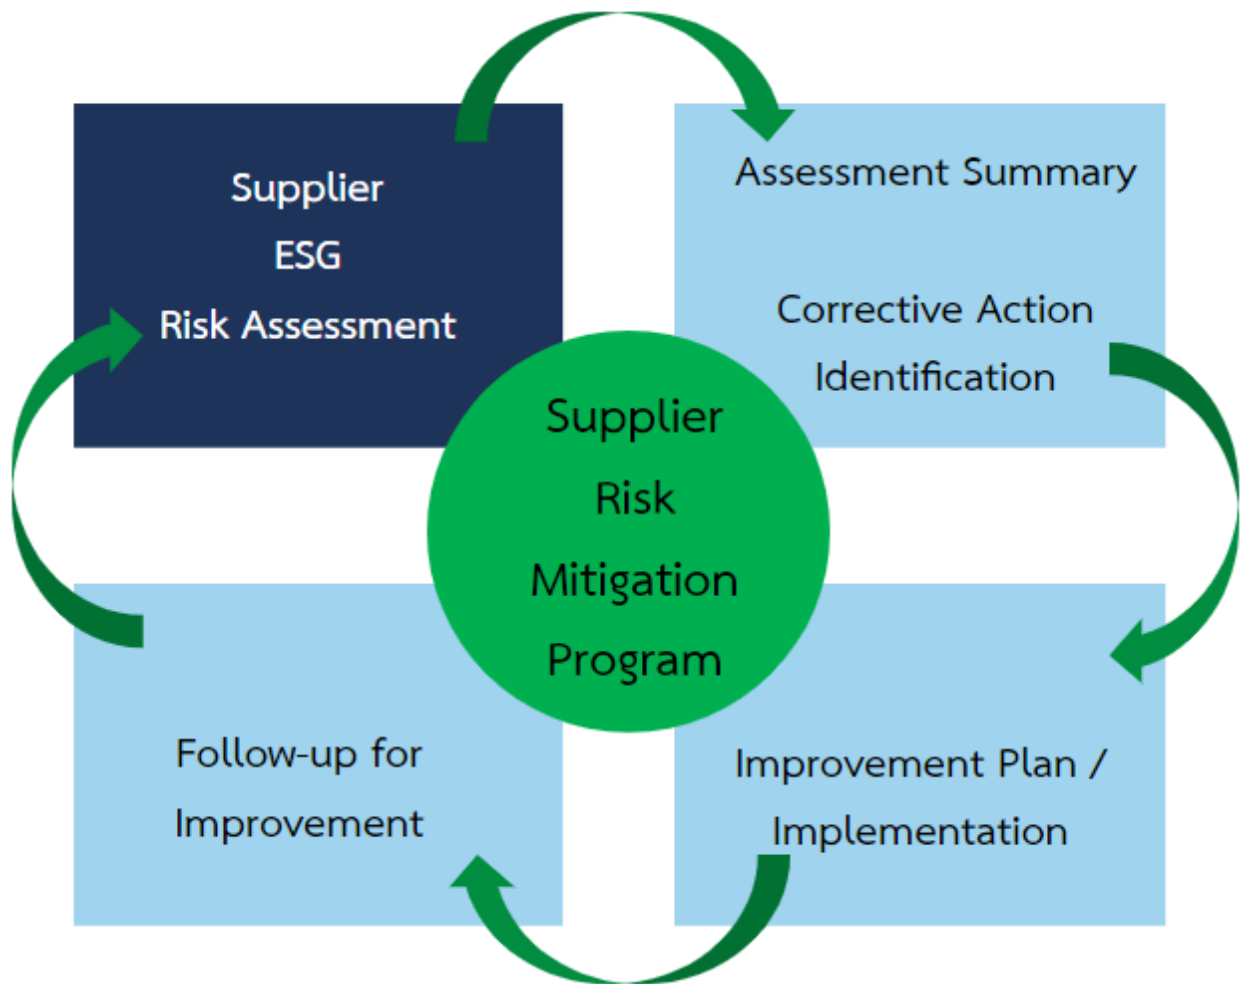 Supplier
ESG
Risk Assessment
Assessment Summary
Corrective Action
Identification
Supplier
Risk
Mitigation
Program
Follow-up for
Improvement
Improvement Plan /
Implementation